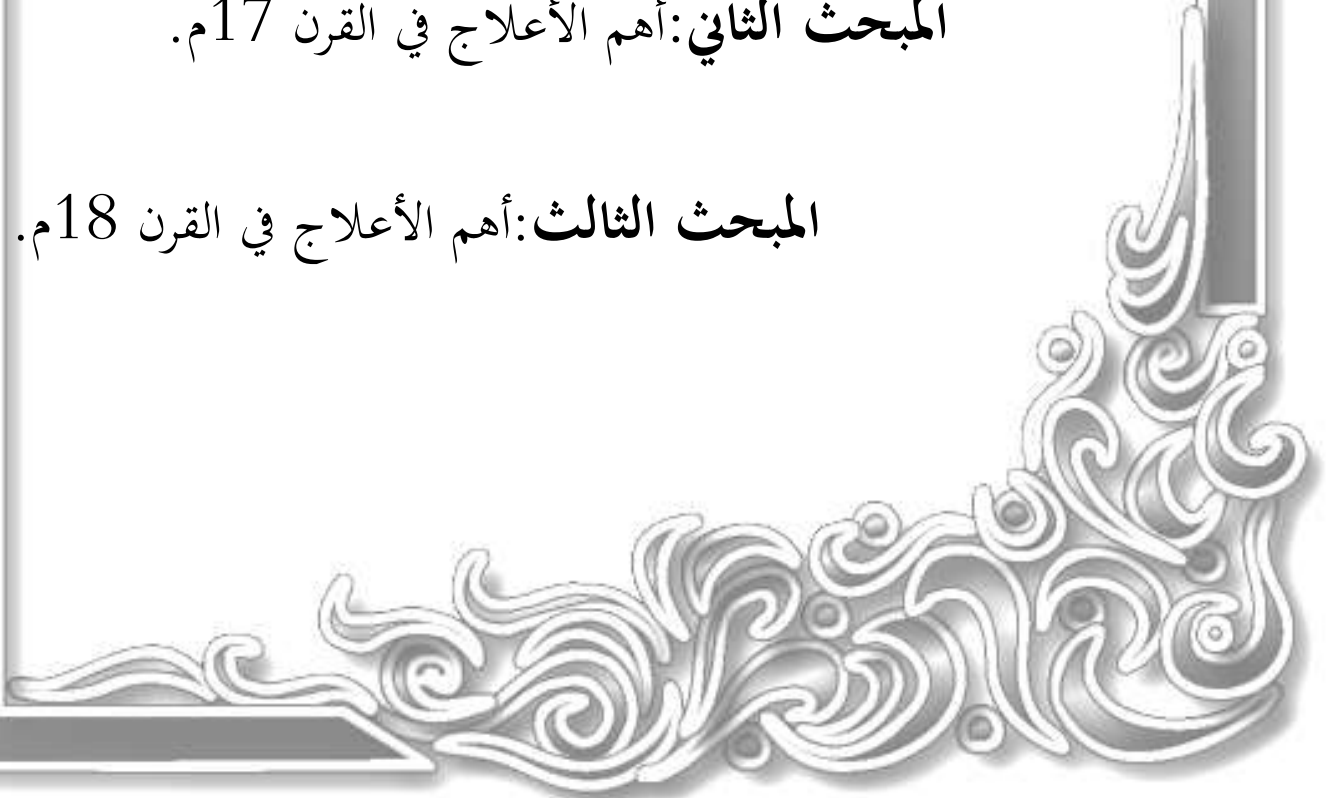 المبحث الثاني:أهم الأعلاج في القرن 17م.
المبحث الثالث:أهم الأعلاج في القرن 18م.